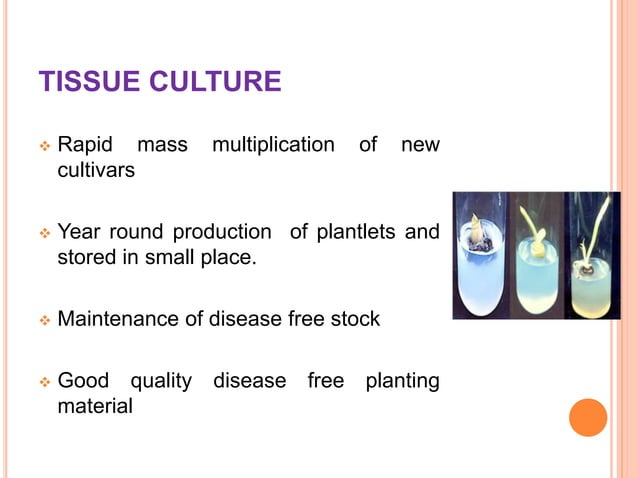 TISSUE CULTURE
Rapid mass multiplication of new
cultivars
Year round production of plantlets and
stored in small place.
Maintenance of disease free stock
Good quality disease free planting
material